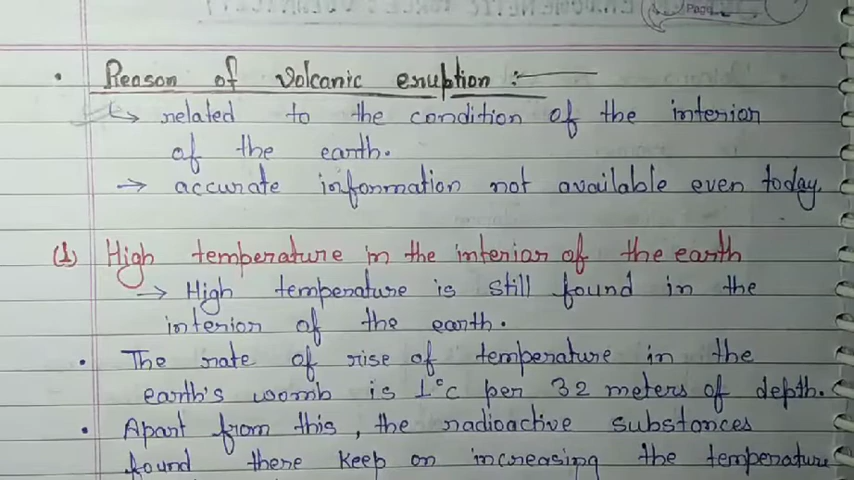 Page
• Reason of volcanic eruption :-
↳ related to the condition of the interior
of the earth.
→ accurate information not available even today.
(1) High temperature in the interior of the earth
→ High temperature is still found in the
interior of the earth.
• The rate of rise of temperature in the
earth's womb is 1°c per 32 meters of depth.
• Apart from this, the radioactive substances
found there keep on increasing the temperature